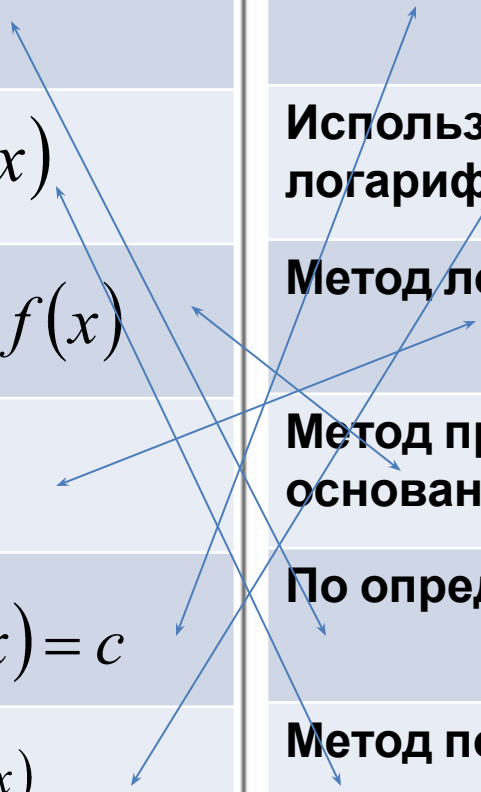 x)
Использ
логариф
f(x)
Метод ло
Метод пр
основан
x) = c
По опред
x)
Метод по